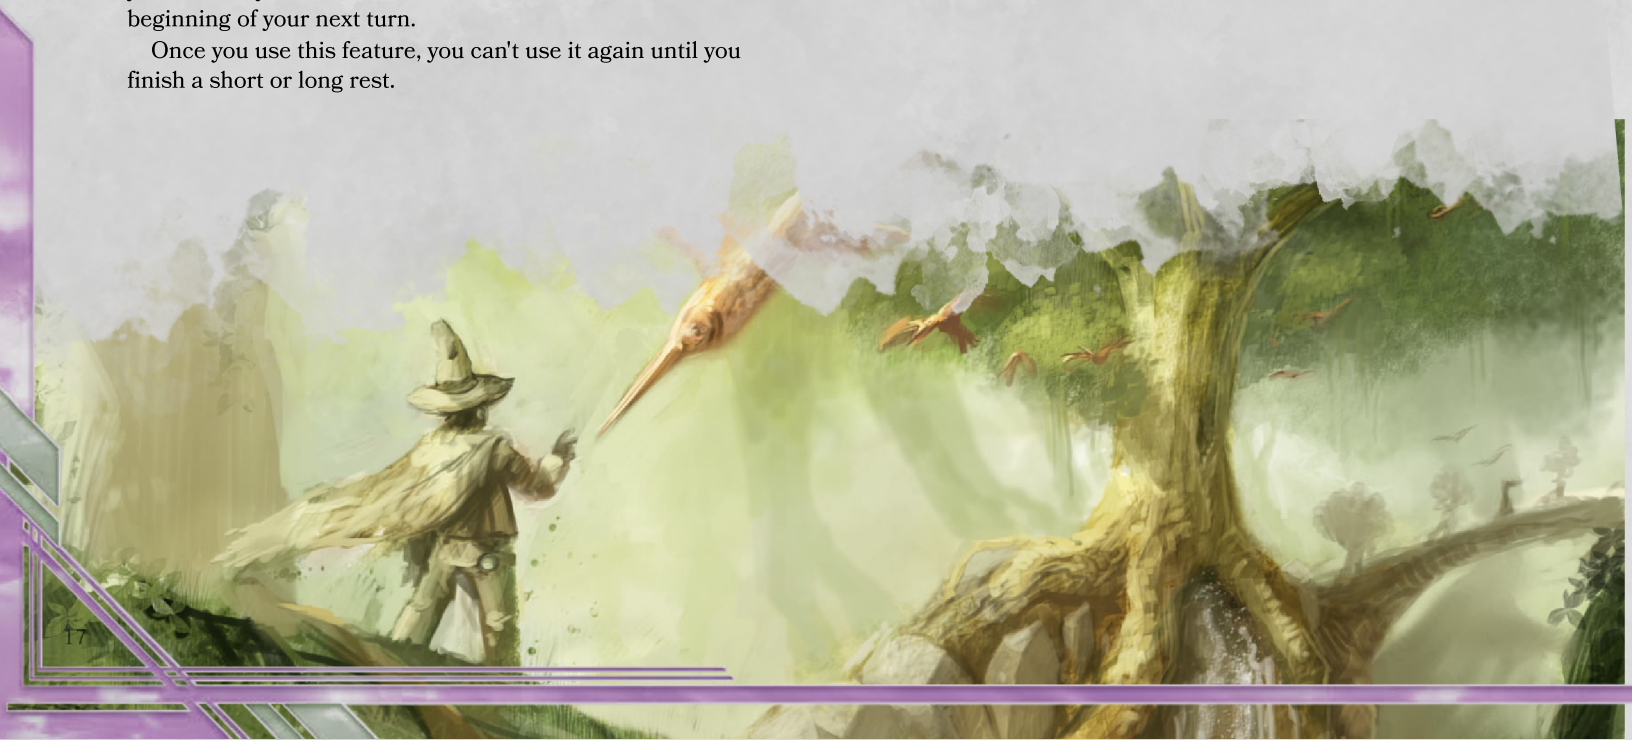 beginning of your next turn.
Once you use this feature, you can't use it again until you
finish a short or long rest.
17